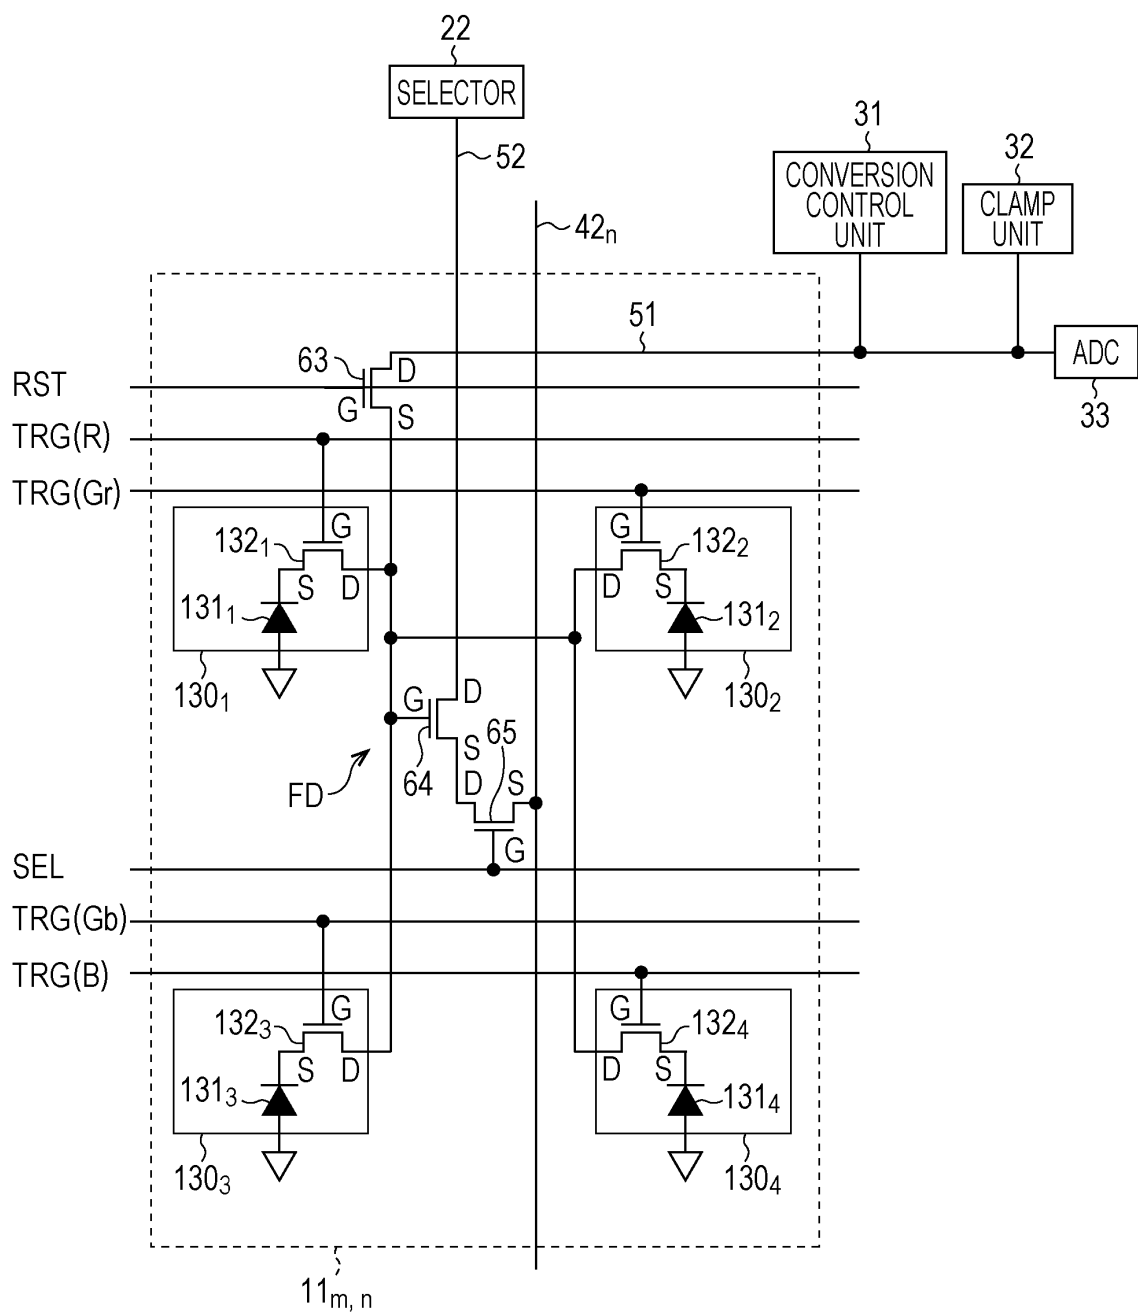 22
SELECTOR
52
42n
31
CONVERSION
CONTROL
UNIT
32
CLAMP
UNIT
51
ADC
33
63
D
G
S
RST
TRG(R)
TRG(Gr)
132₁
G
S
D
131₁
130₁
G
132₂
D
S
131₂
130₂
G
D
S
64
65
D
S
G
FD
SEL
TRG(Gb)
TRG(B)
132₃
G
S
D
131₃
130₃
G
132₄
D
S
131₄
130₄
11m, n